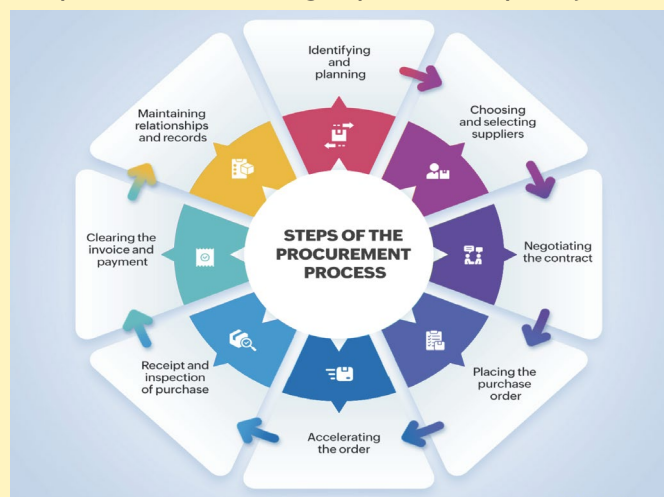 Identifying
and
planning
Choosing
and selecting
suppliers
Negotiating
the contract
Placing the
purchase
order
Accelerating
the order
Receipt and
inspection
of purchase
Clearing the
invoice and
payment
Maintaining
relationships
and records
STEPS OF THE
PROCUREMENT
PROCESS